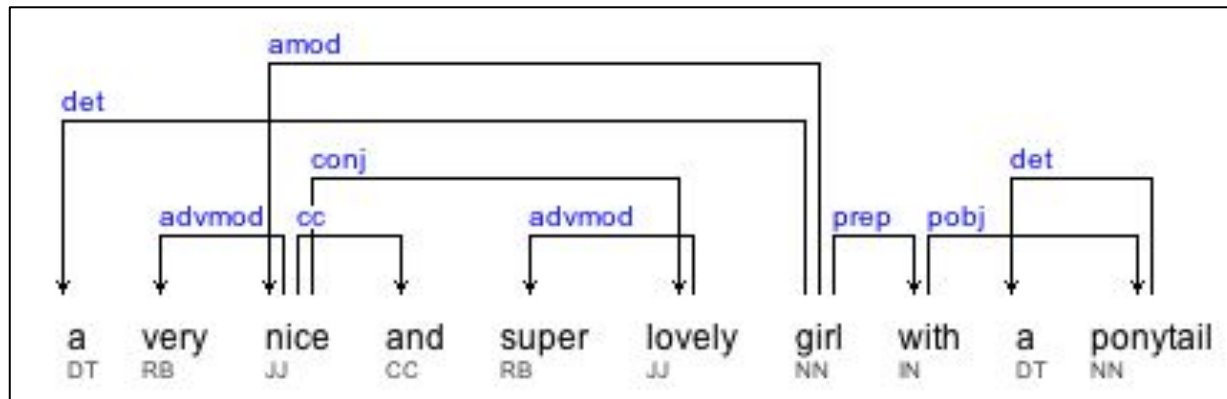 amod
det
conj det
advmod cc advmod prep pobj
a very nice and super lovely girl with a ponytail
DT RB JJ CC RB JJ NN IN DT NN